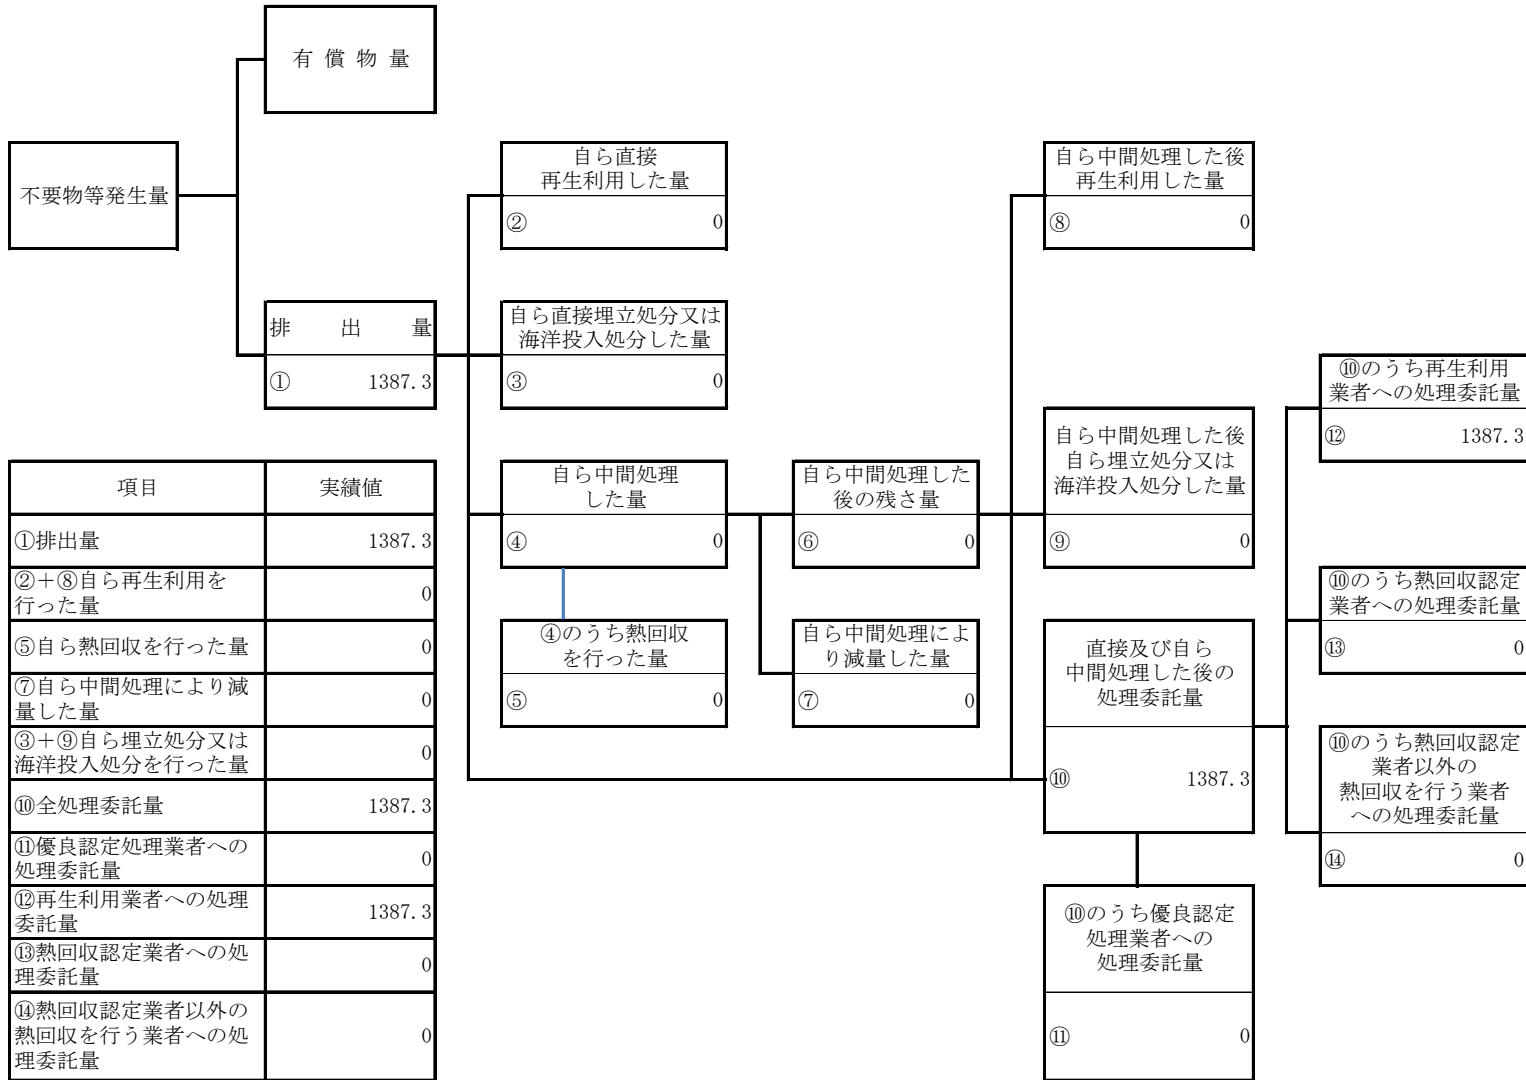 有 償 物 量
不要物等発生量
排 出 量
① 1387.3
自ら直接
再生利用した量
② 0
自ら直接埋立処分又は
海洋投入処分した量
③ 0
自ら中間処理
した量
④ 0
④のうち熱回収
を行った量
⑤ 0
自ら中間処理した
後の残さ量
⑥ 0
自ら中間処理によ
り減量した量
⑦ 0
自ら中間処理した後
再生利用した量
⑧ 0
自ら中間処理した後
自ら埋立処分又は
海洋投入処分した量
⑨ 0
直接及び自ら
中間処理した後の
処理委託量
⑩ 1387.3
⑩のうち優良認定
処理業者への
処理委託量
⑪ 0
⑩のうち再生利用
業者への処理委託量
⑫ 1387.3
⑩のうち熱回収認定
業者への処理委託量
⑬ 0
⑩のうち熱回収認定
業者以外の
熱回収を行う業者
への処理委託量
⑭ 0
項目 実績値
①排出量 1387.3
②＋⑧自ら再生利用を
行った量 0
⑤自ら熱回収を行った量 0
⑦自ら中間処理により減
量した量 0
③＋⑨自ら埋立処分又は
海洋投入処分を行った量 0
⑩全処理委託量 1387.3
⑪優良認定処理業者への
処理委託量 0
⑫再生利用業者への処理
委託量 1387.3
⑬熱回収認定業者への処
理委託量 0
⑭熱回収認定業者以外の
熱回収を行う業者への処
理委託量 0